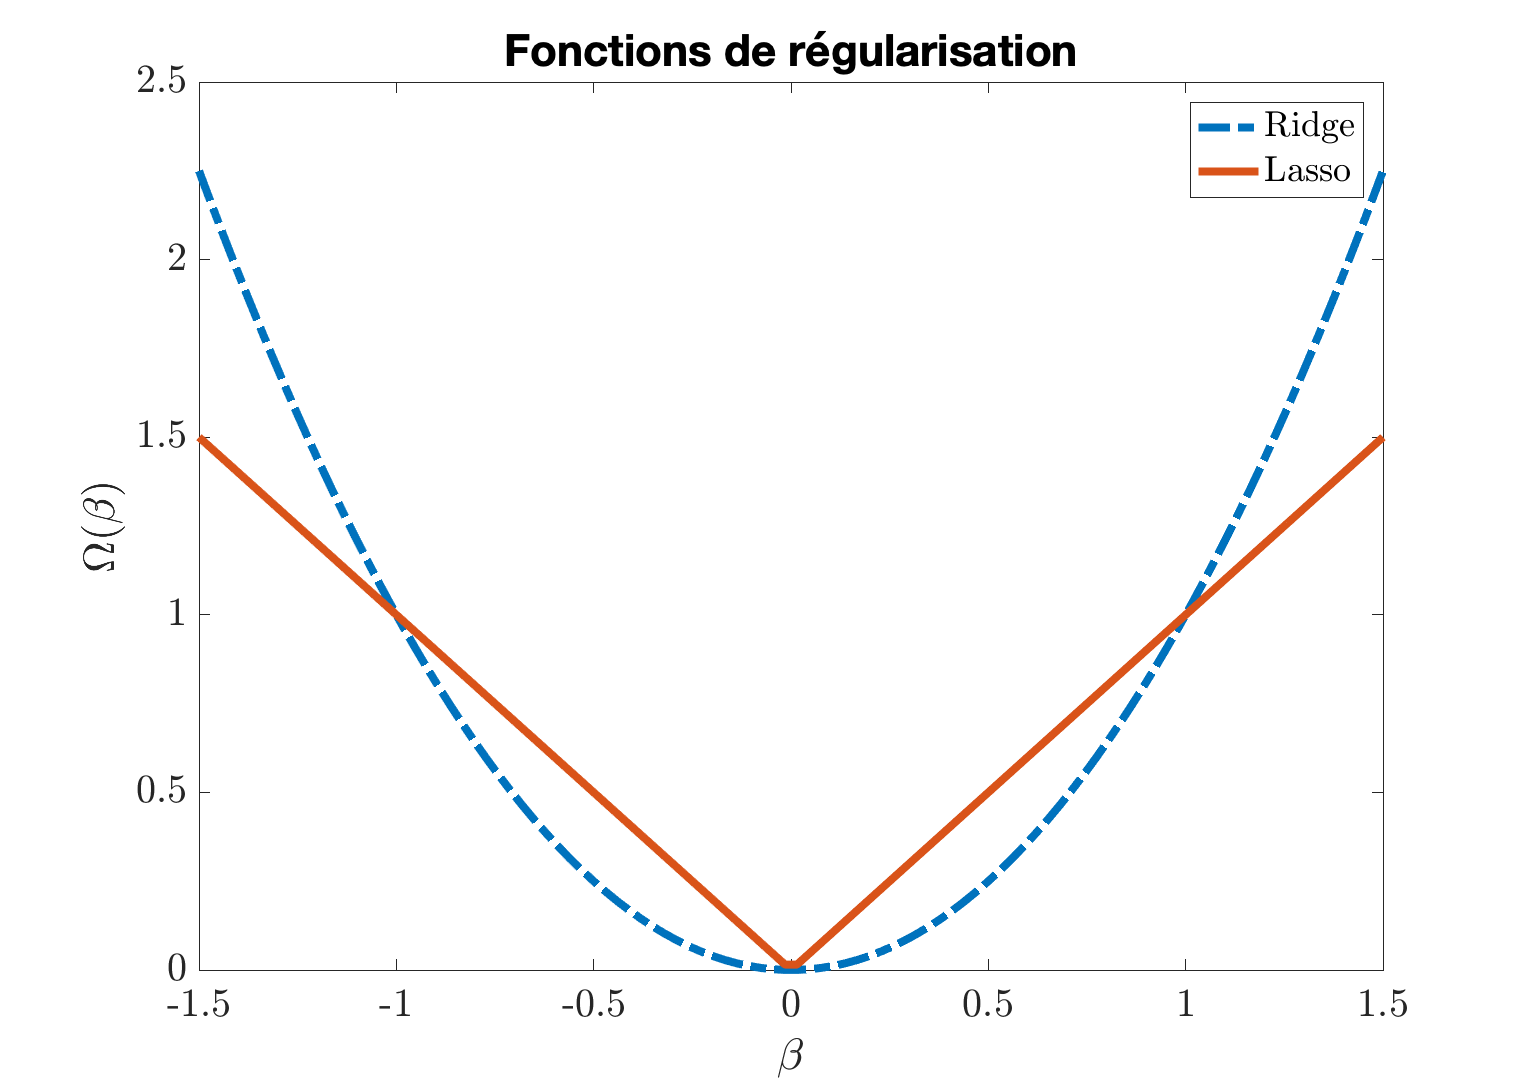 Fonctions de régularisation
2.5
2
1.5
1
0.5
0
Ω(β)
Ridge
Lasso
-1.5 -1 -0.5 0 0.5 1 1.5
β